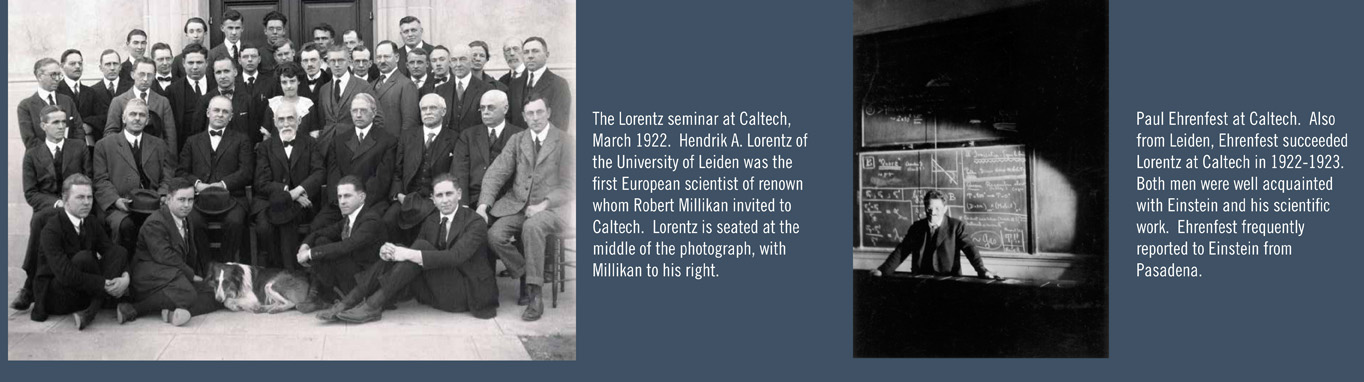 The Lorentz seminar at Caltech,
March 1922.  Hendrik A. Lorentz of
the University of Leiden was the
first European scientist of renown
whom Robert Millikan invited to
Caltech.  Lorentz is seated at the
middle of the photograph, with
Millikan to his right.
Paul Ehrenfest at Caltech.  Also
from Leiden, Ehrenfest succeeded
Lorentz at Caltech in 1922-1923.
Both men were well acquainted
with Einstein and his scientific
work.  Ehrenfest frequently
reported to Einstein from
Pasadena.